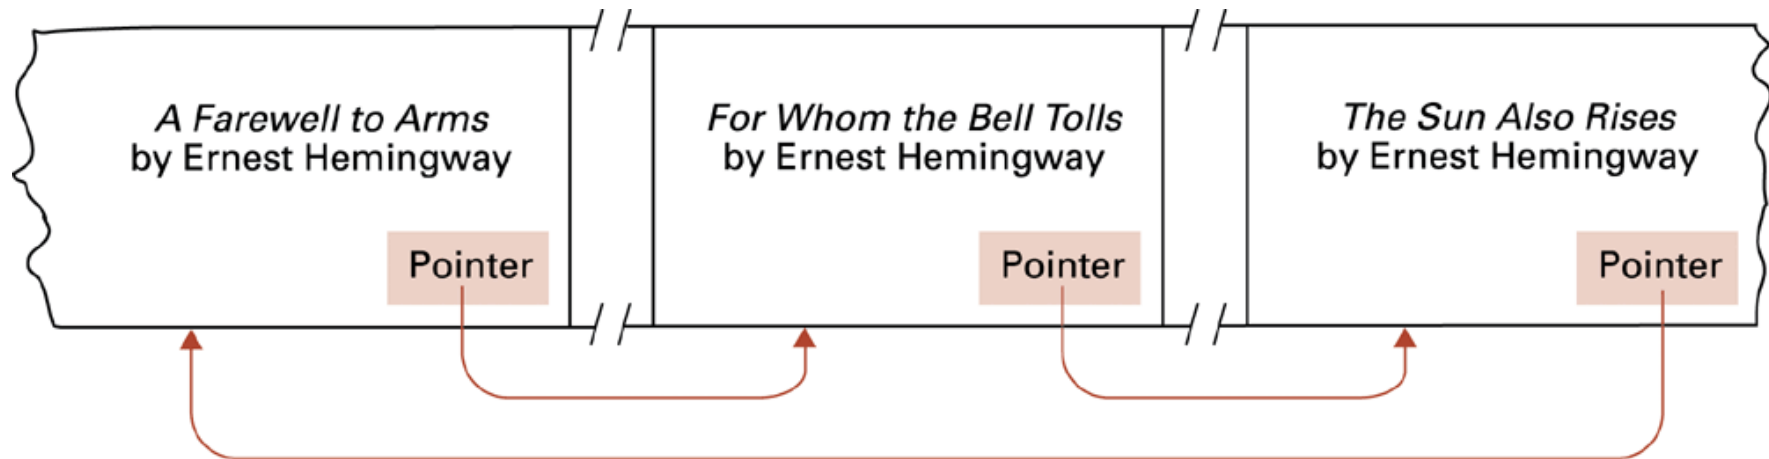 A Farewell to Arms
by Ernest Hemingway
Pointer
For Whom the Bell Tolls
by Ernest Hemingway
Pointer
The Sun Also Rises
by Ernest Hemingway
Pointer